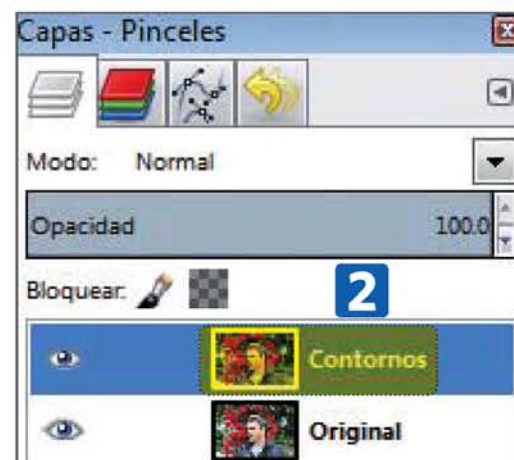 Capas - Pinceles
Modo: Normal
Opacidad 100.0
Bloquear:
2
Contornos
Original